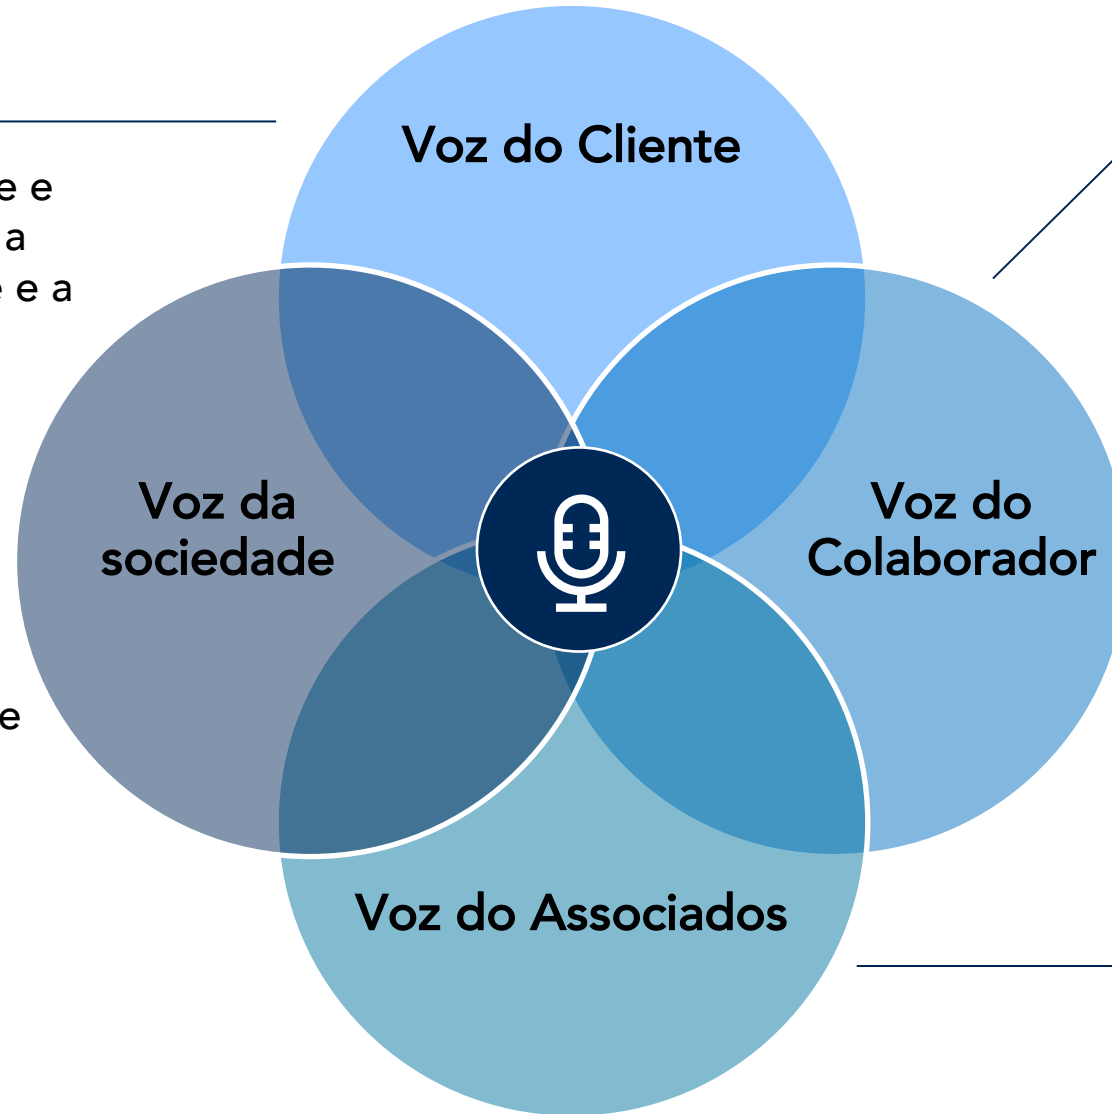 Voz do Cliente
e e
a
e a
Voz da
sociedade
Voz do
Colaborador
e
Voz do Associados